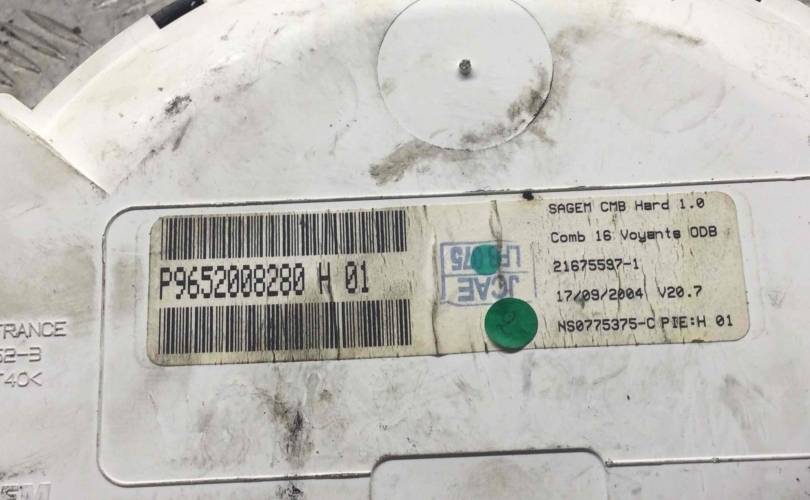 P9652008280 H 01
SAGEM CMB Hard 1.0
Comb 16 Voyants ODB
21675597-1
17/09/2004 V20.7
NS0775375-C PIE:H 01
JCAE